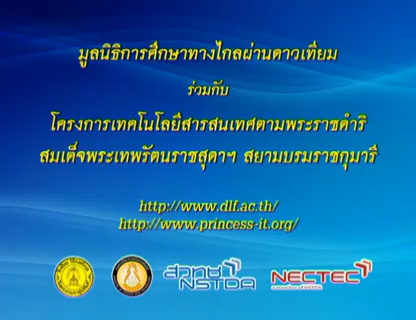 มูลนิธิการศึกษาทางไกลผ่านดาวเทียม
ร่วมกับ
โครงการเทคโนโลยีสารสนเทศตามพระราชดำริ
สมเด็จพระเทพรัตนราชสุดาฯ สยามบรมราชกุมารี
http://www.dlf.ac.th/
http://www.princess-it.org/
สวทช
NSTDA
NECTEC
a member of NSTDA